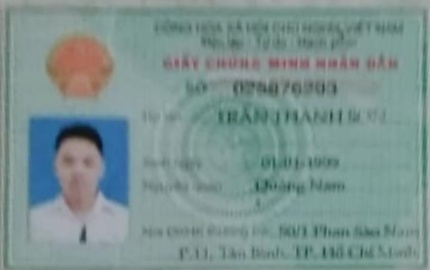 CỘNG HÒA XÃ HỘI CHỦ NGHĨA VIỆT NAM
Độc lập - Tự do - Hạnh phúc
GIẤY CHỨNG MINH NHÂN DÂN
SỐ 025876293
Họ tên TRẦN THANH SƠN
Sinh ngày 01-01-1999
Nguyên quán Quảng Nam
Nơi ĐKHK thường trú 50/1 Phan Sào Nam
P.11, Tân Bình, TP. Hồ Chí Minh